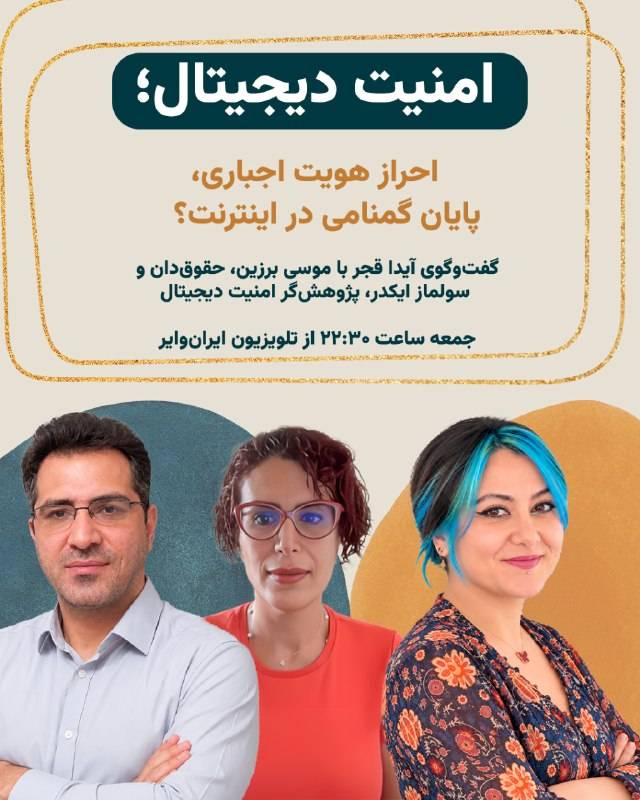 امنیت دیجیتال؛
احراز هویت اجباری،
پایان گمنامی در اینترنت؟
گفت‌وگوی آیدا قجر با موسی برزین، حقوق‌دان و
سولماز ایکدر، پژوهش‌گر امنیت دیجیتال
جمعه ساعت ۲۲:۳۰ از تلویزیون ایران‌وایر